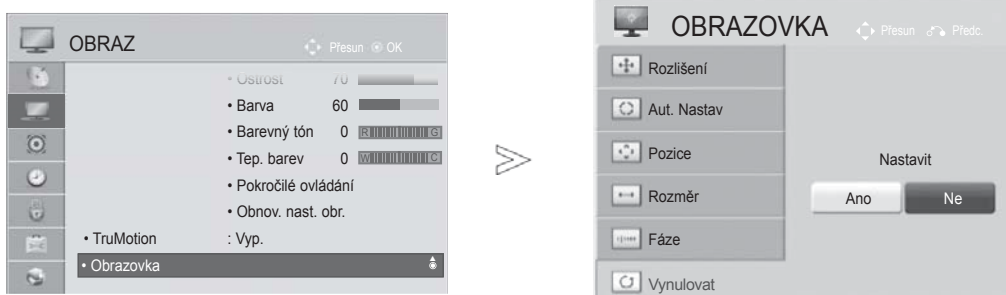 OBRAZ
Přesun OK
• Ostrost 70
• Barva 60
• Barevný tón 0 R G
• Tep. barev 0 W C
• Pokročilé ovládání
• Obnov. nast. obr.
• TruMotion : Vyp.
• Obrazovka
OBRAZOVKA
Přesun Předc.
Rozlišení
Aut. Nastav
Pozice
Rozměr
Fáze
Vynulovat
Nastavit
Ano Ne